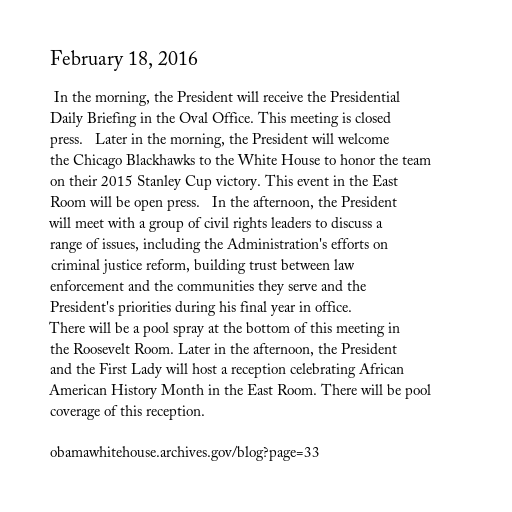 February 18, 2016
In the morning, the President will receive the Presidential
Daily Briefing in the Oval Office. This meeting is closed
press.   Later in the morning, the President will welcome
the Chicago Blackhawks to the White House to honor the team
on their 2015 Stanley Cup victory. This event in the East
Room will be open press.   In the afternoon, the President
will meet with a group of civil rights leaders to discuss a
range of issues, including the Administration's efforts on
criminal justice reform, building trust between law
enforcement and the communities they serve and the
President's priorities during his final year in office.
There will be a pool spray at the bottom of this meeting in
the Roosevelt Room. Later in the afternoon, the President
and the First Lady will host a reception celebrating African
American History Month in the East Room. There will be pool
coverage of this reception.
obamawhitehouse.archives.gov/blog?page=33